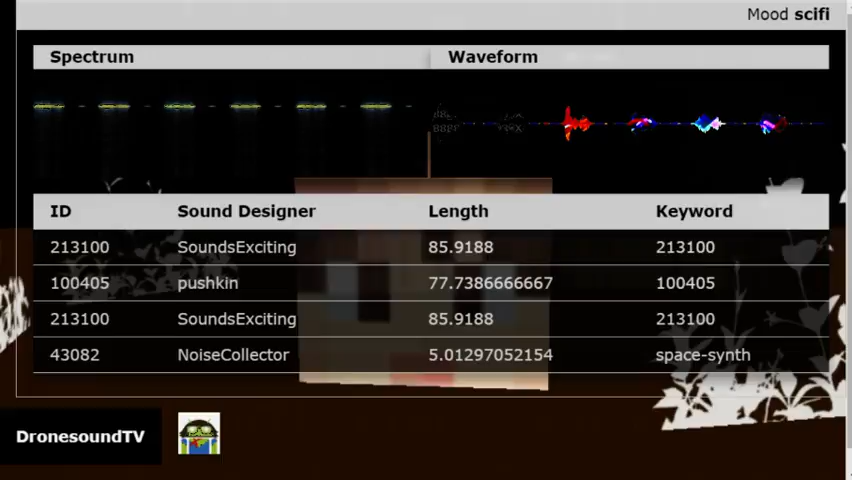 Mood scifi
Spectrum Waveform
ID Sound Designer Length Keyword
213100 SoundsExciting 85.9188 213100
100405 pushkin 77.7386666667 100405
213100 SoundsExciting 85.9188 213100
43082 NoiseCollector 5.01297052154 space-synth
DronesoundTV